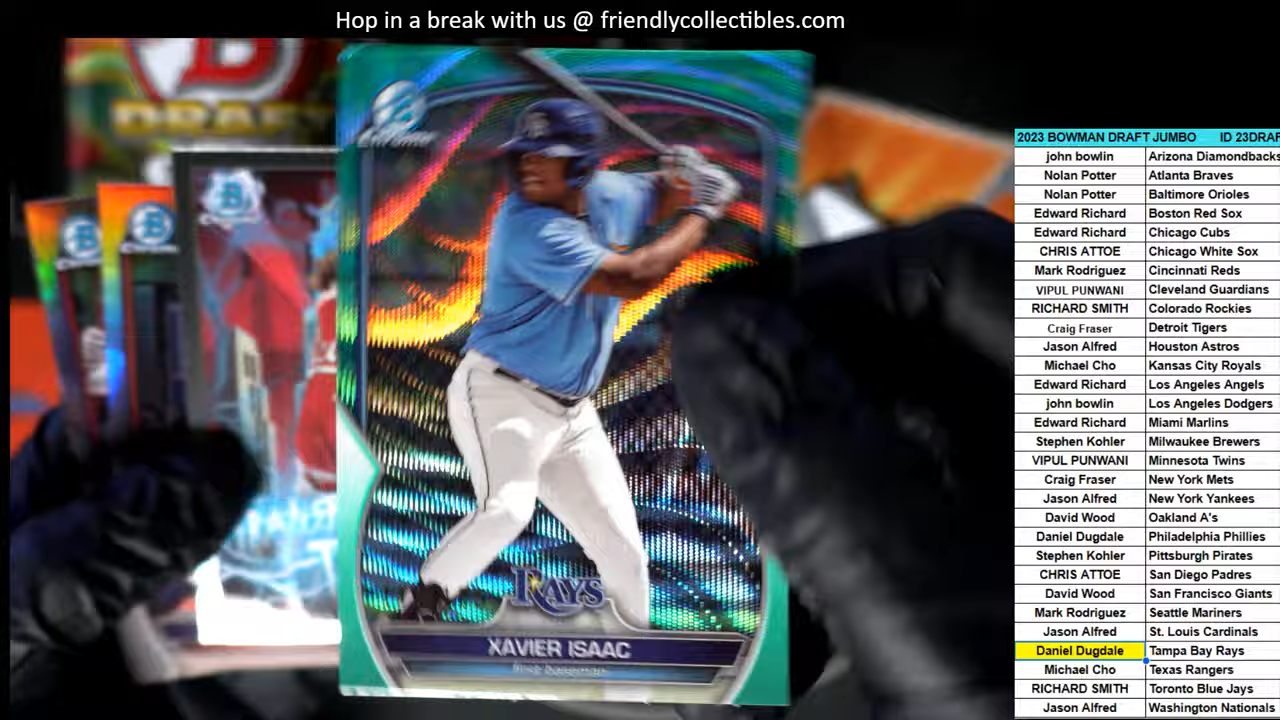 Hop in a break with us @ friendlycollectibles.com
B
DRAFT
2023 BOWMAN DRAFT JUMBO ID 23DRAF
john bowlin Arizona Diamondbacks
Nolan Potter Atlanta Braves
Nolan Potter Baltimore Orioles
Edward Richard Boston Red Sox
Edward Richard Chicago Cubs
CHRIS ATTOE Chicago White Sox
Mark Rodriguez Cincinnati Reds
VIPUL PUNWANI Cleveland Guardians
RICHARD SMITH Colorado Rockies
Craig Fraser Detroit Tigers
Jason Alfred Houston Astros
Michael Cho Kansas City Royals
Edward Richard Los Angeles Angels
john bowlin Los Angeles Dodgers
Edward Richard Miami Marlins
Stephen Kohler Milwaukee Brewers
VIPUL PUNWANI Minnesota Twins
Craig Fraser New York Mets
Jason Alfred New York Yankees
David Wood Oakland A's
Daniel Dugdale Philadelphia Phillies
Stephen Kohler Pittsburgh Pirates
CHRIS ATTOE San Diego Padres
David Wood San Francisco Giants
Mark Rodriguez Seattle Mariners
Jason Alfred St. Louis Cardinals
Daniel Dugdale Tampa Bay Rays
Michael Cho Texas Rangers
RICHARD SMITH Toronto Blue Jays
Jason Alfred Washington Nationals
RAYS
XAVIER ISAAC
first baseman